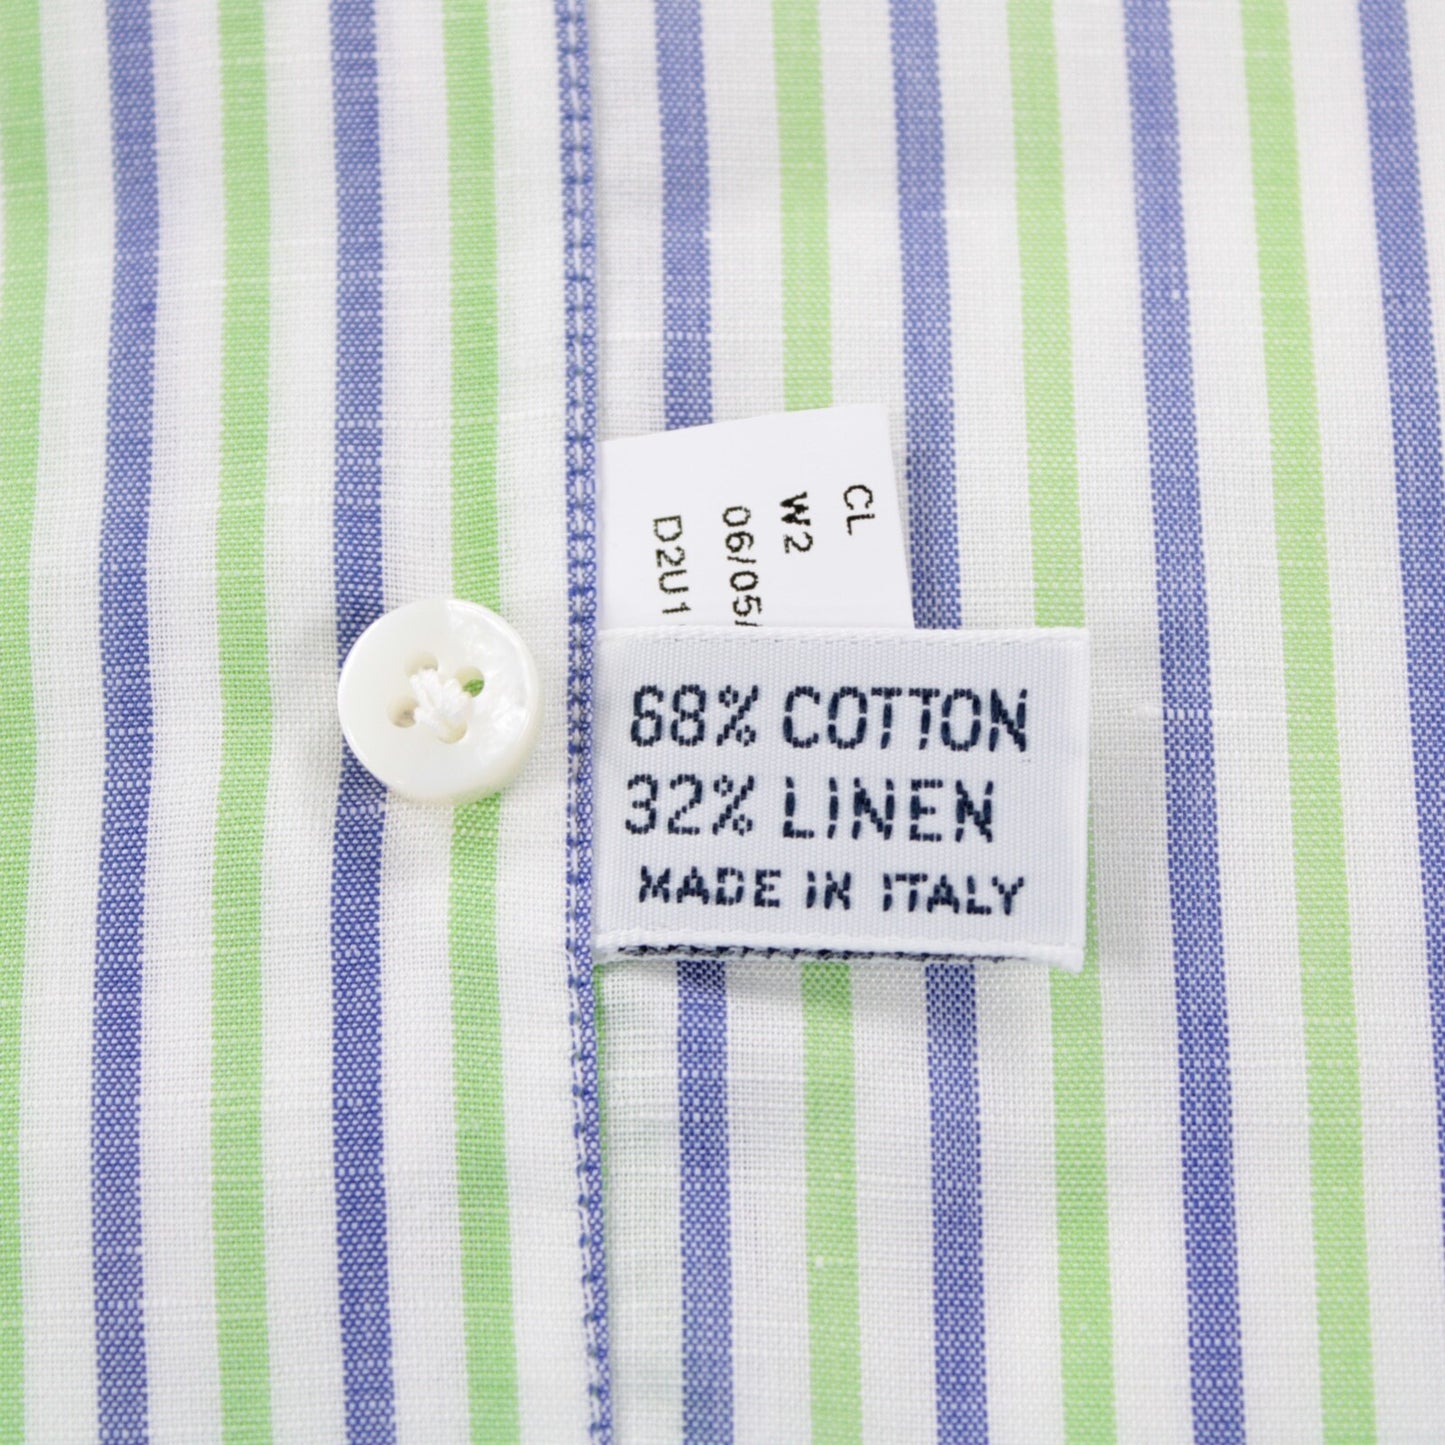 CL
W2
06/05/
D2U1
68% COTTON
32% LINEN
MADE IN ITALY